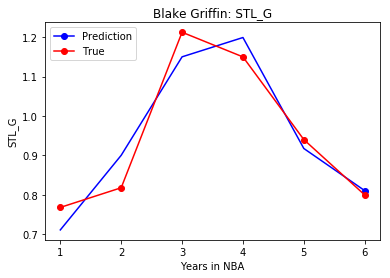 Blake Griffin: STL_G
Prediction
True
STL_G
1.2
1.1
1.0
0.9
0.8
0.7
1 2 3 4 5 6
Years in NBA